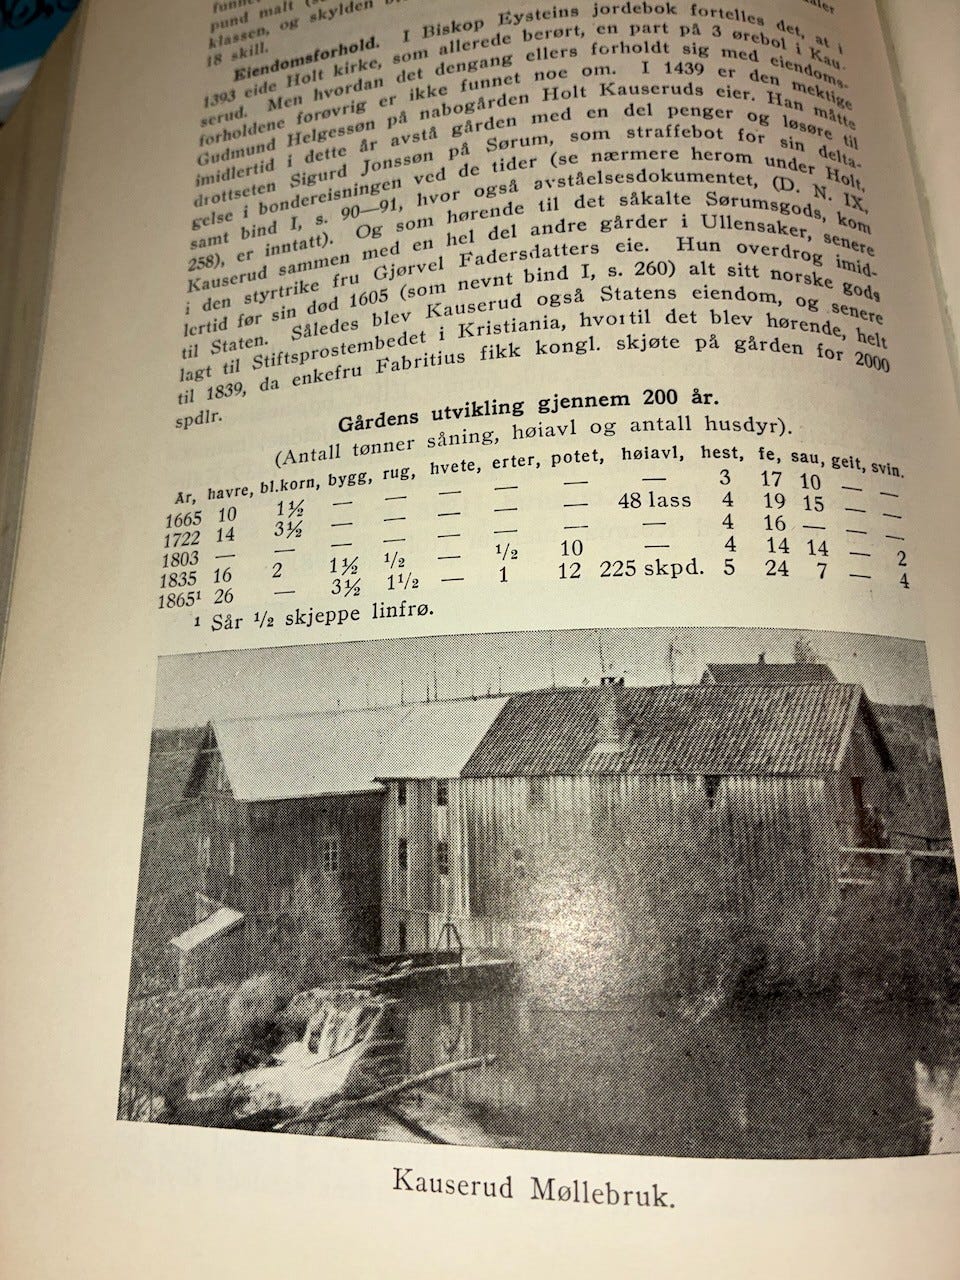 pund malt
klassen, og skylden
18 skill.
Eiendomsforhold. I Biskop Eysteins jordebok fortelles det, at i
1393 eide Holt kirke, som allerede berørt, en part på 3 ørebol i Kau-
serud. Men hvordan det dengang ellers forholdt sig med eiendoms-
forholdene forøvrig er ikke funnet noe om. I 1439 er den mektige
Gudmund Helgessøn på nabogården Holt Kauseruds eier. Han måtte
imidlertid i dette år avstå gården med en del penger og løsøre til
drottseten Sigurd Jonssøn på Sørum, som straffebot for sin delta-
gelse i bondereisningen ved de tider (se nærmere herom under Holt,
samt bind I, s. 90—91, hvor også avståelsesdokumentet, (D. N. IX,
258), er inntatt). Og som hørende til det såkalte Sørumsgods, kom
Kauserud sammen med en hel del andre gårder i Ullensaker, senere
i den styrtrike fru Gjørvel Fadersdatters eie. Hun overdrog imid-
lertid før sin død 1605 (som nevnt bind I, s. 260) alt sitt norske gods
til Staten. Således blev Kauserud også Statens eiendom, og senere
lagt til Stiftsprostembedet i Kristiania, hvortil det blev hørende, helt
til 1839, da enkefru Fabritius fikk kongl. skjøte på gården for 2000
spdlr.
Gårdens utvikling gjennem 200 år.
(Antall tønner såning, høiavl og antall husdyr).
År, havre, bl.korn, bygg, rug, hvete, erter, potet, høiavl, hest, fe, sau, geit, svin.
1665 10 1½ — — — — — — 3 17 10 — —
1722 14 3½ — — — — — 48 lass 4 19 15 — —
1803 — — — — — — — — 4 16 — — —
1835 16 2 1½ 1/2 — 1/2 10 — 4 14 14 — 2
1865¹ 26 — 3½ 1½ — 1 12 225 skpd. 5 24 7 — 4
¹ Sår 1/2 skjeppe linfrø.
Kauserud Møllebruk.